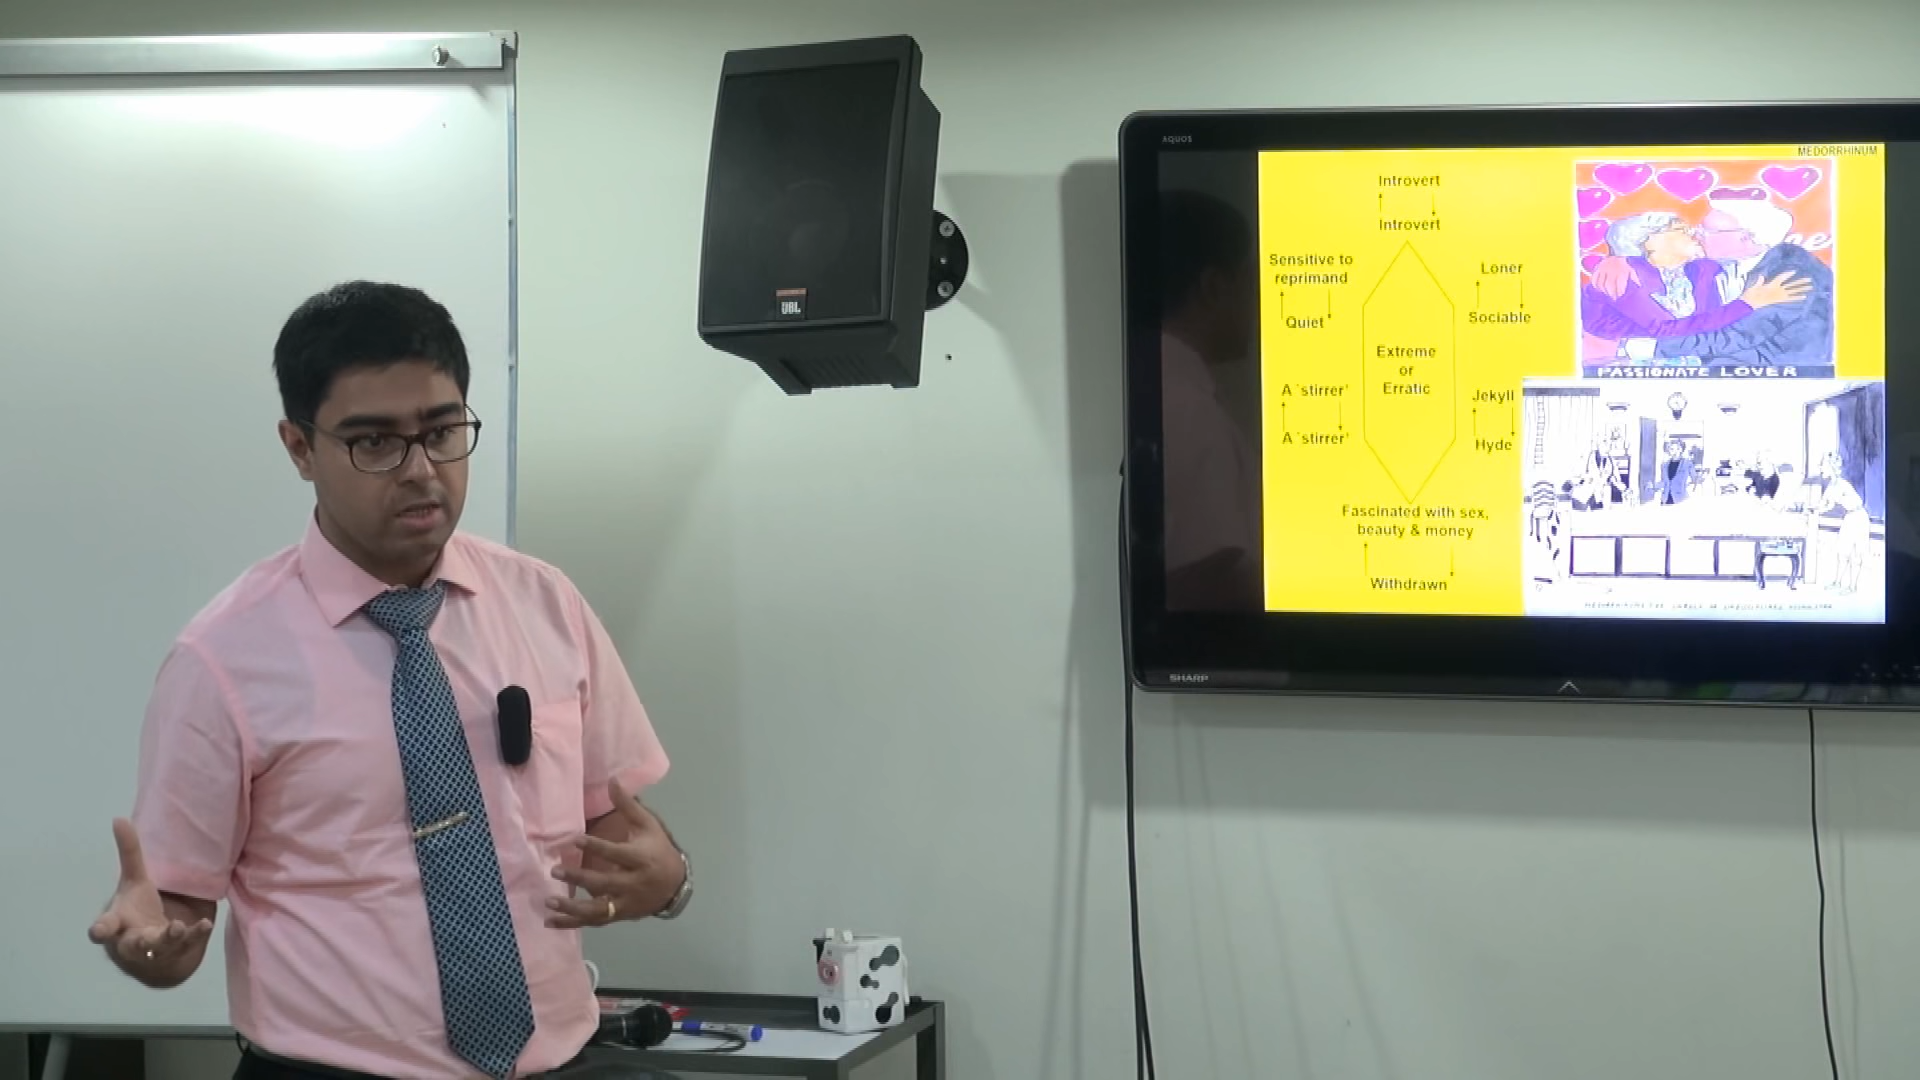 JBL
AQUOS
MEDORRHINUM
Introvert
Introvert
Sensitive to
reprimand
Quiet
Loner
Sociable
Extreme
or
Erratic
A `stirrer'
A `stirrer'
Jekyll
Hyde
Fascinated with sex,
beauty & money
Withdrawn
PASSIONATE LOVER
SHARP